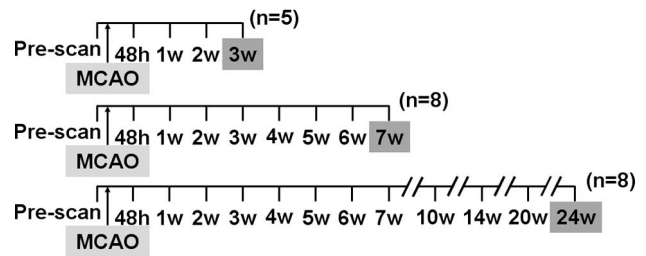 (n=5)
Pre-scan 48h 1w 2w 3w
MCAO
(n=8)
Pre-scan 48h 1w 2w 3w 4w 5w 6w 7w
MCAO
(n=8)
Pre-scan 48h 1w 2w 3w 4w 5w 6w 7w 10w 14w 20w 24w
MCAO